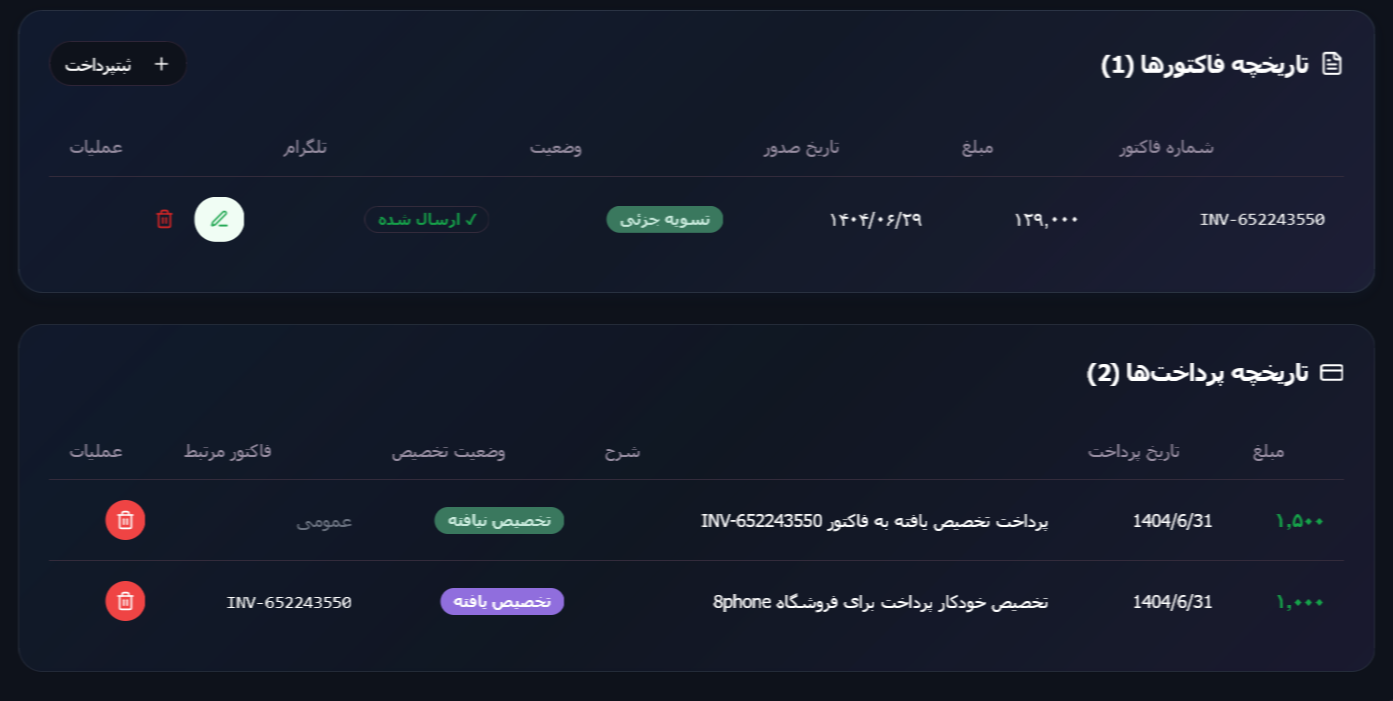 تاریخچه فاکتورها (1)
+ ثبتپرداخت
شماره فاکتور مبلغ تاریخ صدور وضعیت تلگرام عملیات
INV-652243550 ۱۲۹,۰۰۰ ۱۴۰۴/۰۶/۲۹ تسویه جزئی ✓ ارسال شده
تاریخچه پرداخت‌ها (2)
مبلغ تاریخ پرداخت شرح وضعیت تخصیص فاکتور مرتبط عملیات
۱,۵۰۰ 1404/6/31 پرداخت تخصیص یافته به فاکتور INV-652243550 تخصیص نیافته عمومی
۱,۰۰۰ 1404/6/31 تخصیص خودکار پرداخت برای فروشگاه 8phone تخصیص یافته INV-652243550